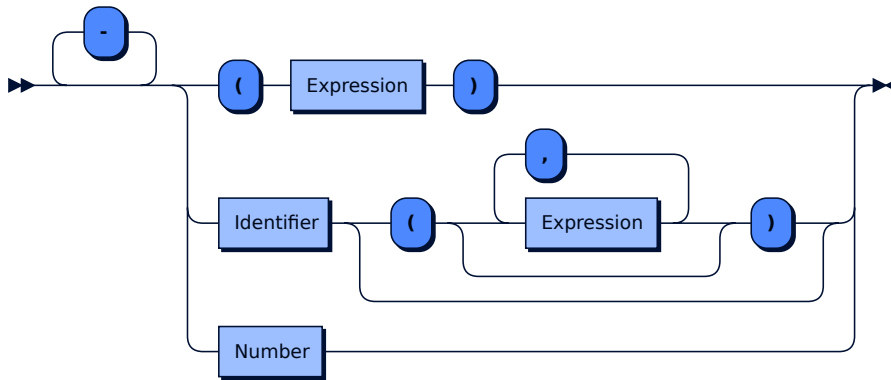 -
( Expression )
,
Identifier ( Expression )
Number